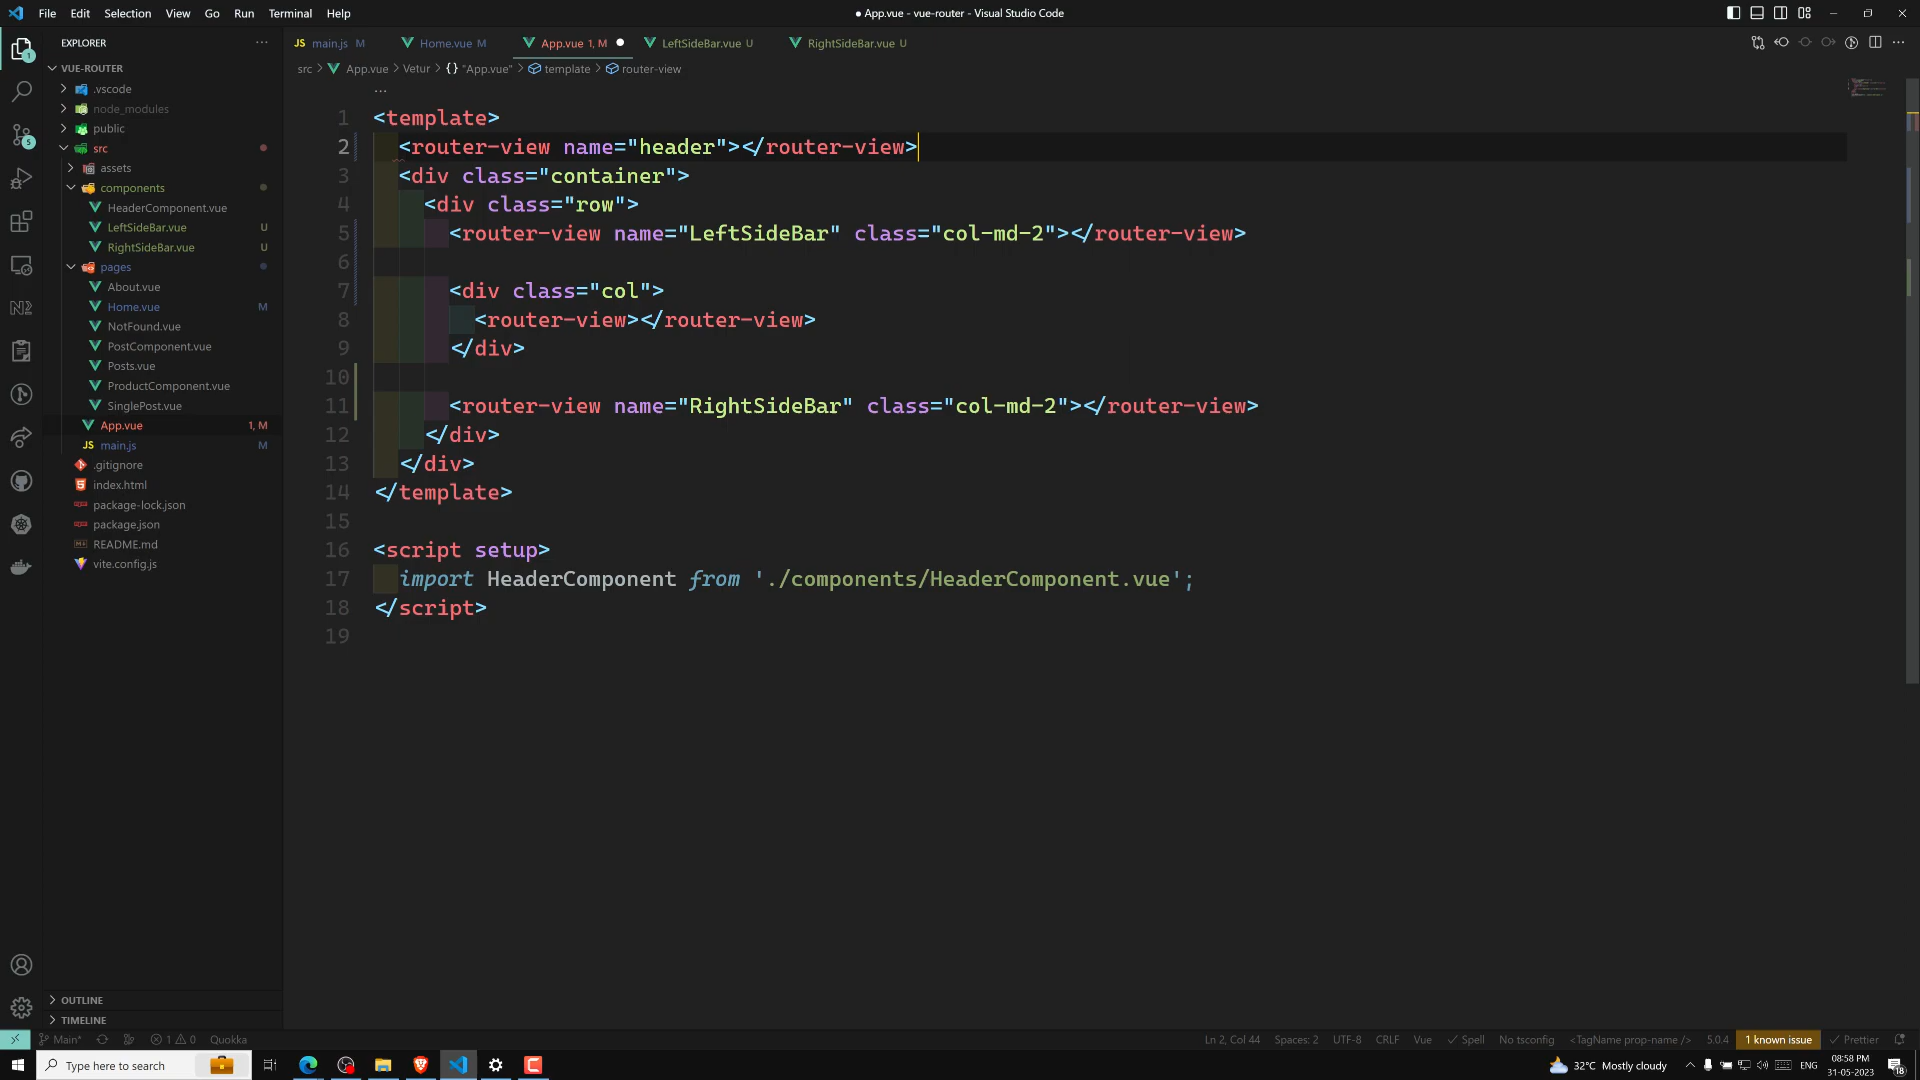 File Edit Selection View Go Run Terminal Help
● App.vue - vue-router - Visual Studio Code
EXPLORER
VUE-ROUTER
.vscode
node_modules
public
src
assets
components
HeaderComponent.vue
LeftSideBar.vue U
RightSideBar.vue U
pages
About.vue
Home.vue M
NotFound.vue
PostComponent.vue
Posts.vue
ProductComponent.vue
SinglePost.vue
App.vue 1, M
JS main.js M
.gitignore
index.html
package-lock.json
package.json
README.md
vite.config.js
OUTLINE
TIMELINE
JS main.js M Home.vue M App.vue 1, M ● LeftSideBar.vue U RightSideBar.vue U
src > App.vue > Vetur > {} "App.vue" > template > router-view
...
1 <template>
2 <router-view name="header"></router-view>
3 <div class="container">
4 <div class="row">
5 <router-view name="LeftSideBar" class="col-md-2"></router-view>
6
7 <div class="col">
8 <router-view></router-view>
9 </div>
10
11 <router-view name="RightSideBar" class="col-md-2"></router-view>
12 </div>
13 </div>
14 </template>
15
16 <script setup>
17 import HeaderComponent from './components/HeaderComponent.vue';
18 </script>
19
Main* 1 0 Quokka Ln 2, Col 44 Spaces: 2 UTF-8 CRLF Vue Spell No tsconfig <TagName prop-name /> 5.0.4 1 known issue Prettier
Type here to search 32°C Mostly cloudy ENG 08:58 PM 31-05-2023 18